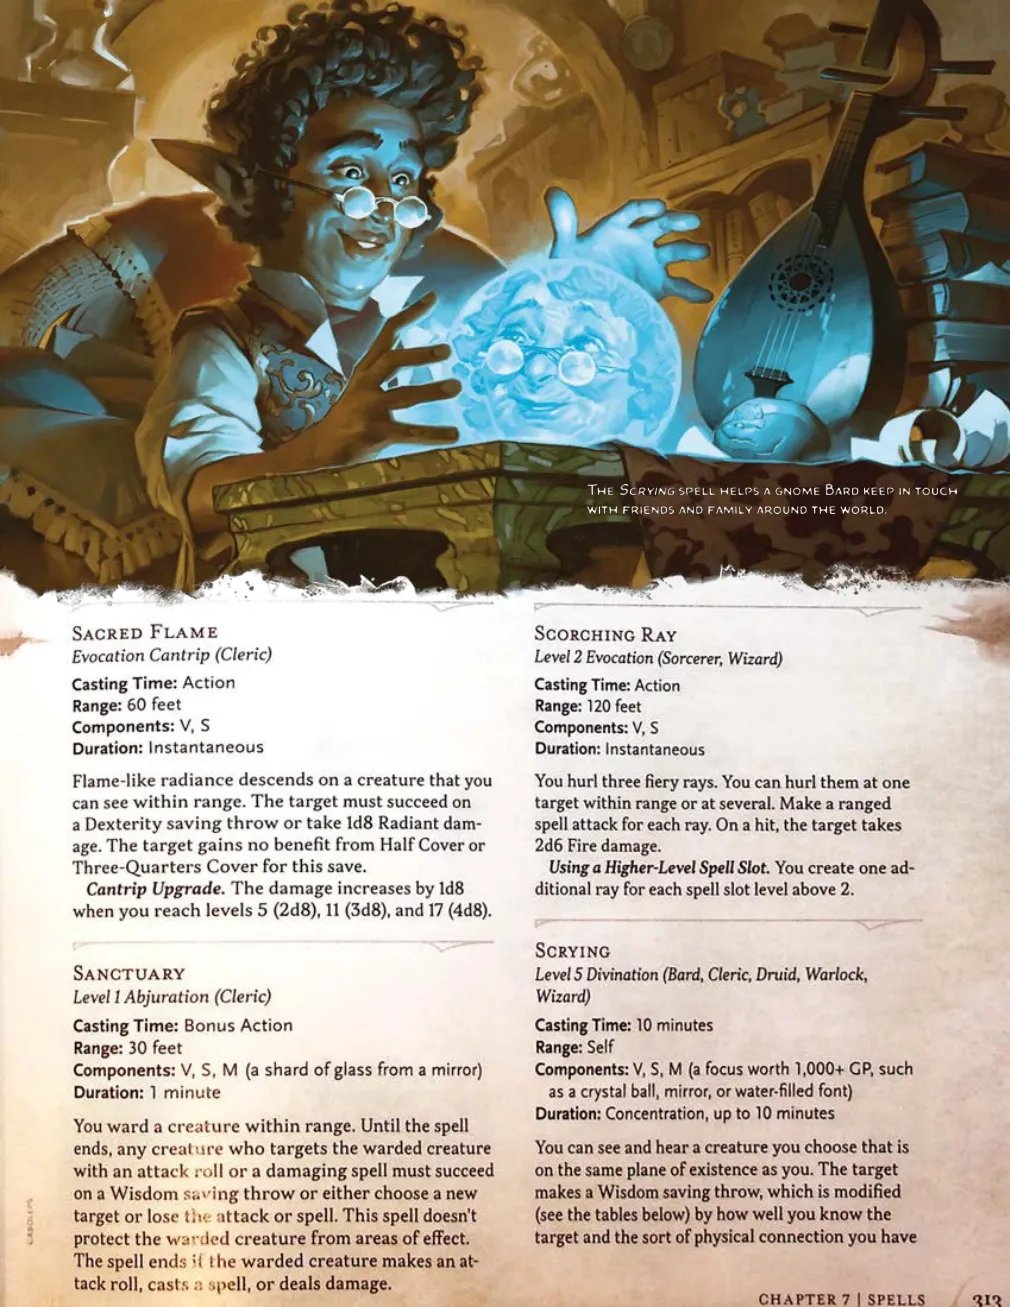 The Scrying spell helps a gnome Bard keep in touch
with friends and family around the world.
Sacred Flame
Evocation Cantrip (Cleric)
Casting Time: Action
Range: 60 feet
Components: V, S
Duration: Instantaneous
Flame-like radiance descends on a creature that you
can see within range. The target must succeed on
a Dexterity saving throw or take 1d8 Radiant dam-
age. The target gains no benefit from Half Cover or
Three-Quarters Cover for this save.
Cantrip Upgrade. The damage increases by 1d8
when you reach levels 5 (2d8), 11 (3d8), and 17 (4d8).
Sanctuary
Level 1 Abjuration (Cleric)
Casting Time: Bonus Action
Range: 30 feet
Components: V, S, M (a shard of glass from a mirror)
Duration: 1 minute
You ward a creature within range. Until the spell
ends, any creature who targets the warded creature
with an attack roll or a damaging spell must succeed
on a Wisdom saving throw or either choose a new
target or lose the attack or spell. This spell doesn't
protect the warded creature from areas of effect.
The spell ends if the warded creature makes an at-
tack roll, casts a spell, or deals damage.
Scorching Ray
Level 2 Evocation (Sorcerer, Wizard)
Casting Time: Action
Range: 120 feet
Components: V, S
Duration: Instantaneous
You hurl three fiery rays. You can hurl them at one
target within range or at several. Make a ranged
spell attack for each ray. On a hit, the target takes
2d6 Fire damage.
Using a Higher-Level Spell Slot. You create one ad-
ditional ray for each spell slot level above 2.
Scrying
Level 5 Divination (Bard, Cleric, Druid, Warlock,
Wizard)
Casting Time: 10 minutes
Range: Self
Components: V, S, M (a focus worth 1,000+ GP, such
as a crystal ball, mirror, or water-filled font)
Duration: Concentration, up to 10 minutes
You can see and hear a creature you choose that is
on the same plane of existence as you. The target
makes a Wisdom saving throw, which is modified
(see the tables below) by how well you know the
target and the sort of physical connection you have
CHAPTER 7 | SPELLS 313